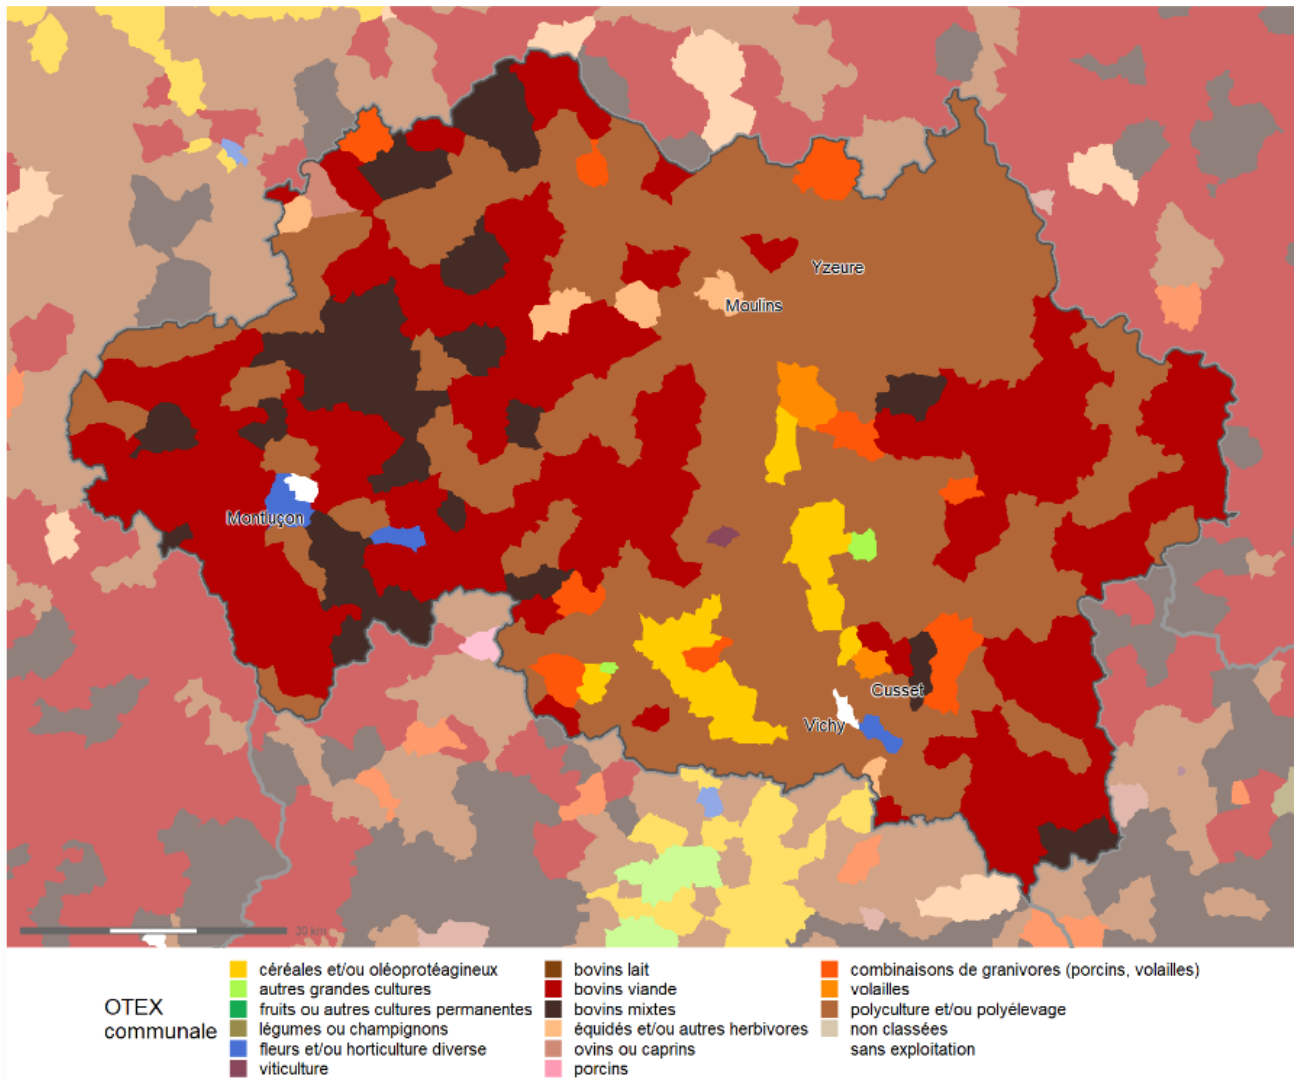 Yzeure
Moulins
Montluçon
Cusset
Vichy
30 km
OTEX
communale
céréales et/ou oléoprotéagineux
autres grandes cultures
fruits ou autres cultures permanentes
légumes ou champignons
fleurs et/ou horticulture diverse
viticulture
bovins lait
bovins viande
bovins mixtes
équidés et/ou autres herbivores
ovins ou caprins
porcins
combinaisons de granivores (porcins, volailles)
volailles
polyculture et/ou polyélevage
non classées
sans exploitation